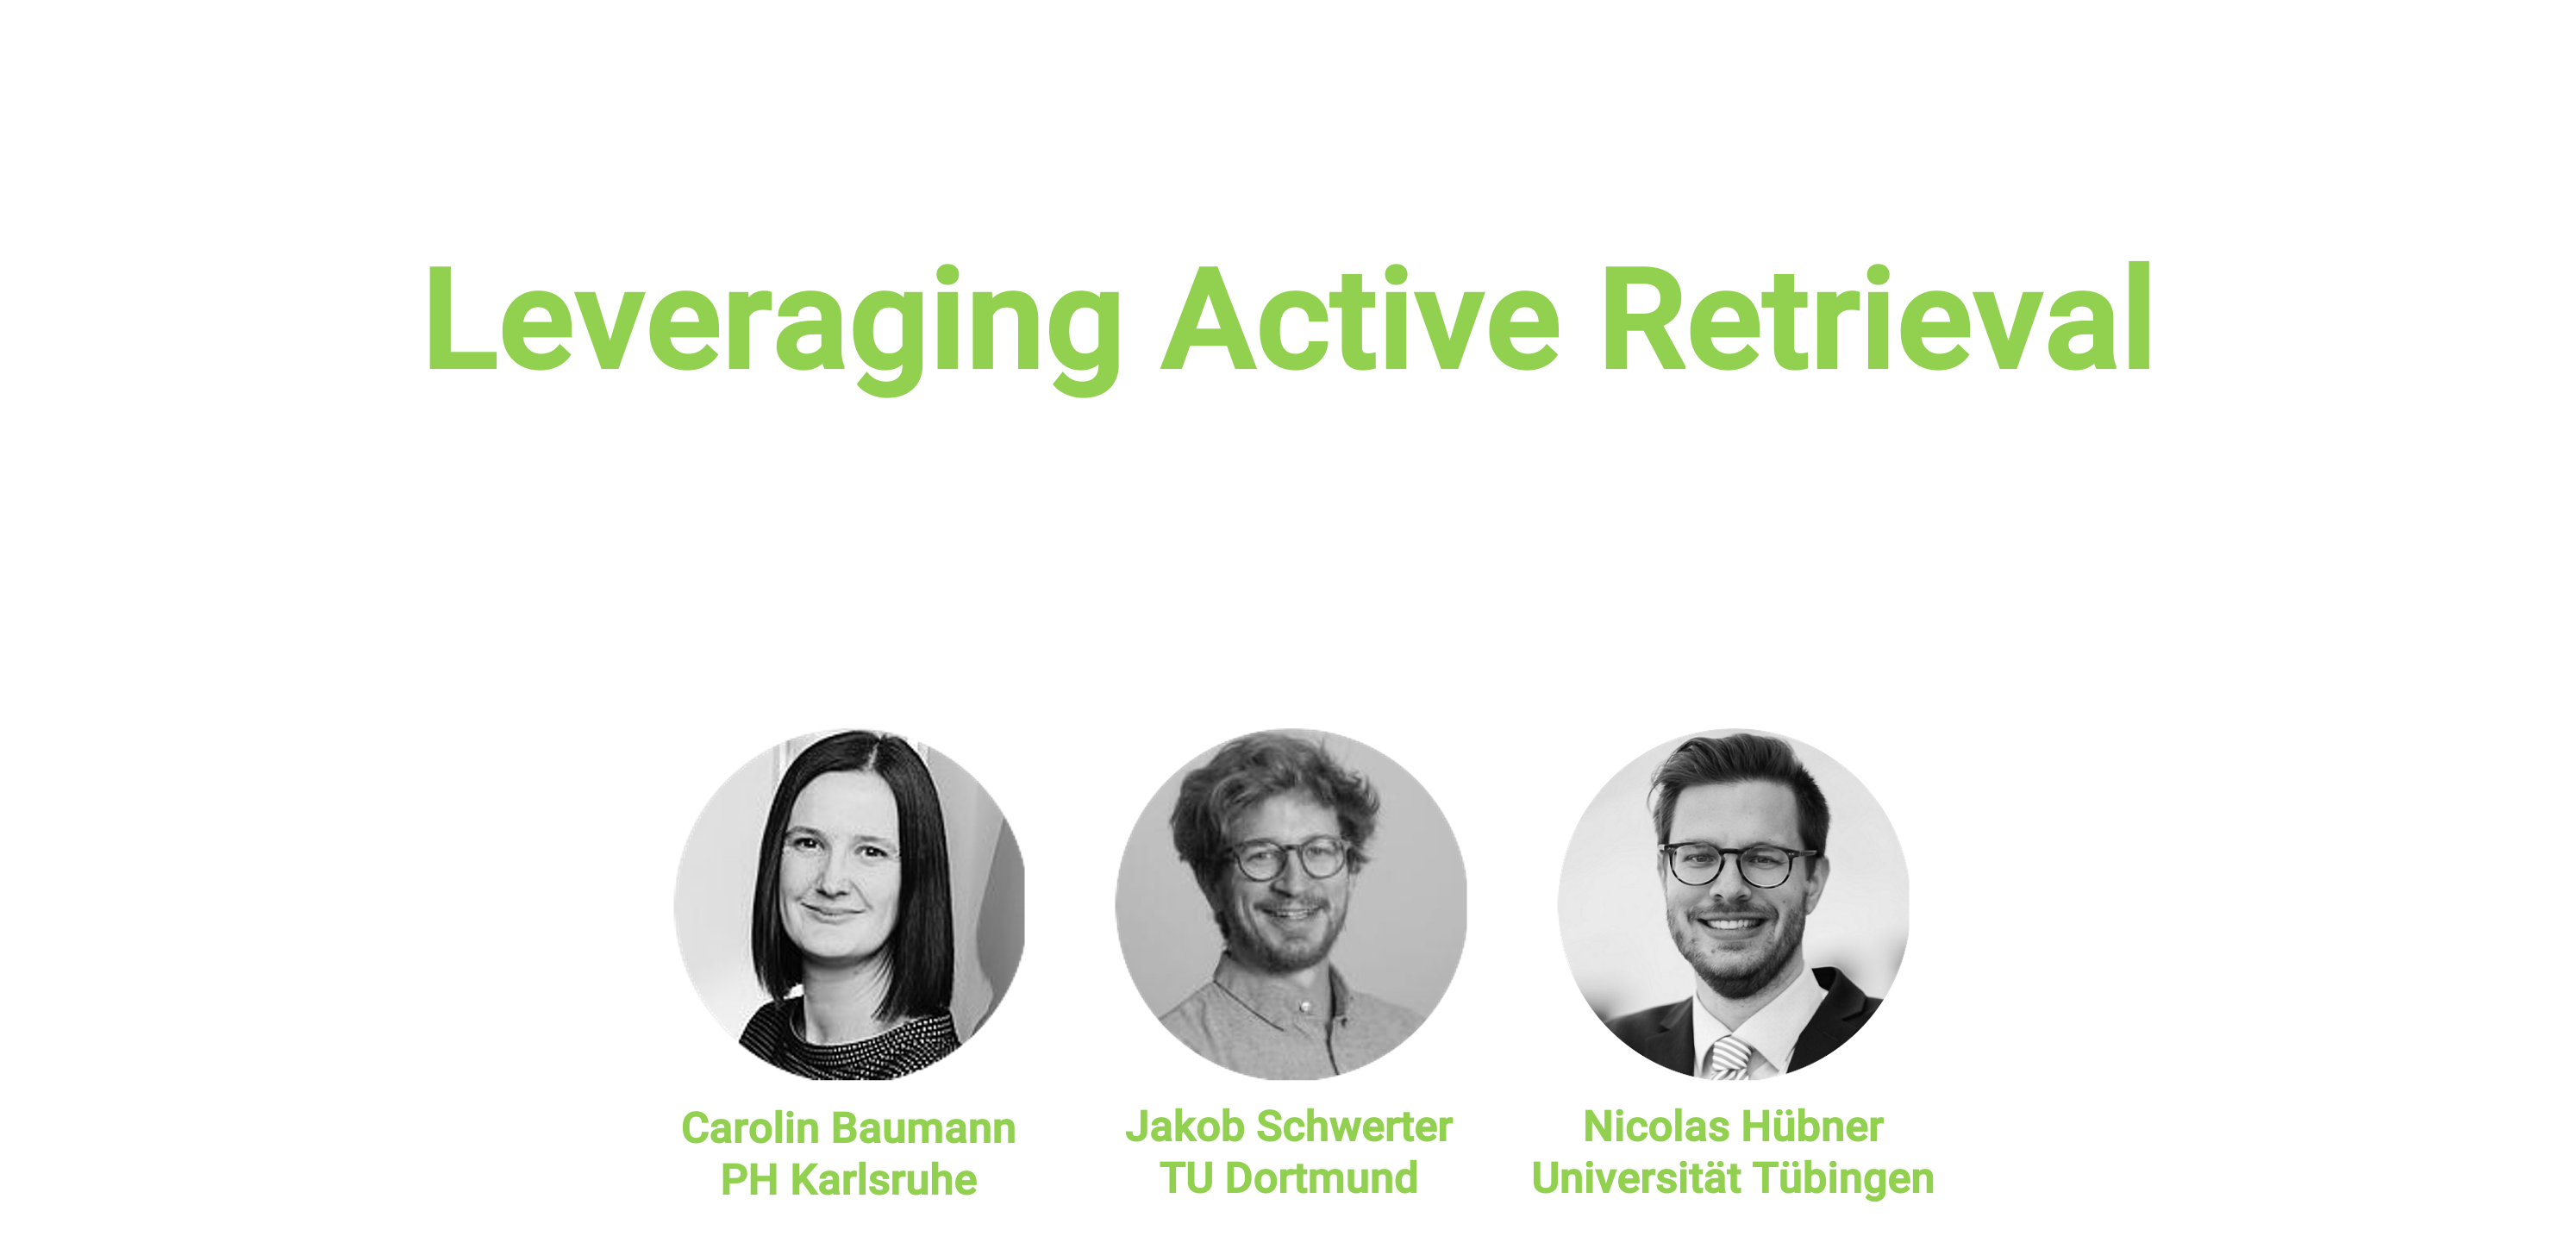 Leveraging Active Retrieval
Carolin Baumann
PH Karlsruhe
Jakob Schwerter
TU Dortmund
Nicolas Hübner
Universität Tübingen